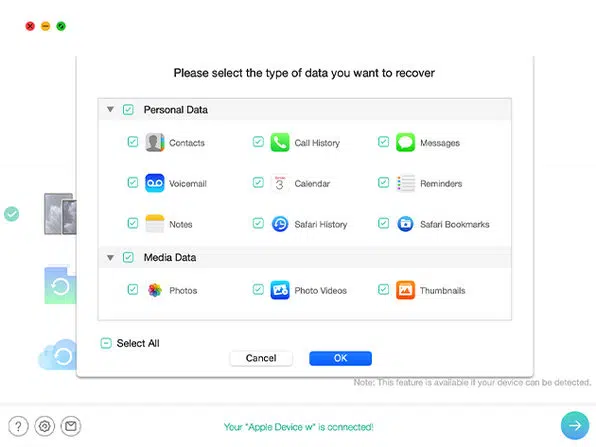 Please select the type of data you want to recover
Personal Data
Contacts Call History Messages
Voicemail 3 Calendar Reminders
Notes Safari History Safari Bookmarks
Media Data
Photos Photo Videos Thumbnails
Select All
Cancel OK
Note: This feature is available if your device can be detected.
? Your "Apple Device w" is connected!